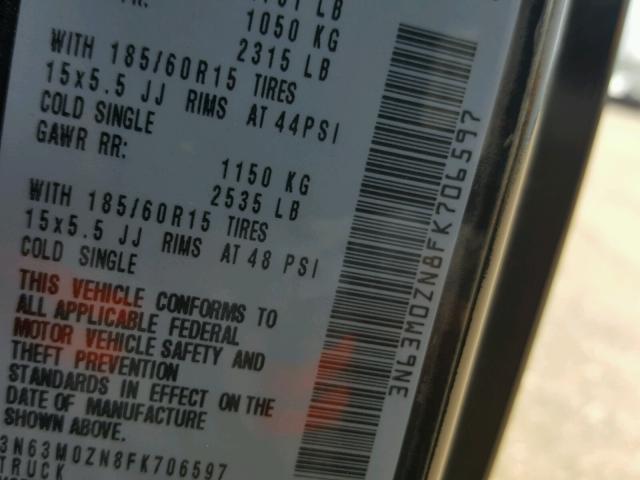 LB
1050 KG
2315 LB
WITH 185/60R15 TIRES
15x5.5 JJ RIMS AT 44PSI
COLD SINGLE
GAWR RR:
1150 KG
2535 LB
WITH 185/60R15 TIRES
15x5.5 JJ RIMS AT 48 PSI
COLD SINGLE
THIS VEHICLE CONFORMS TO
ALL APPLICABLE FEDERAL
MOTOR VEHICLE SAFETY AND
THEFT PREVENTION
STANDARDS IN EFFECT ON THE
DATE OF MANUFACTURE
SHOWN ABOVE.
3N63M0ZN8FK706597
TRUCK
3N63M0ZN8FK706597